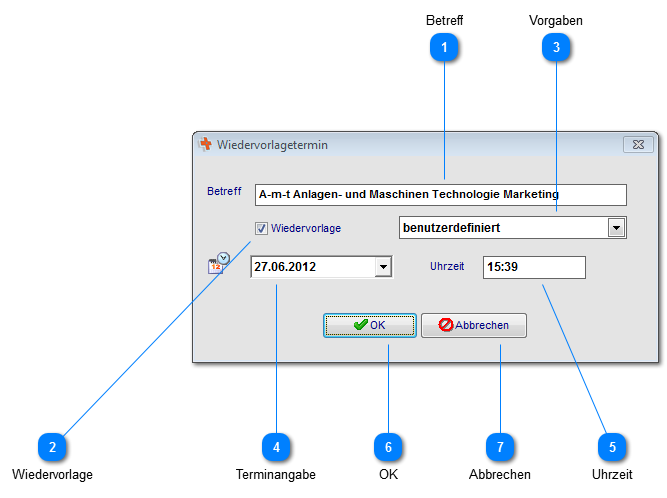 Betreff Vorgaben
1 3
Wiedervorlagetermin
Betreff A-m-t Anlagen- und Maschinen Technologie Marketing
Wiedervorlage benutzerdefiniert
12 27.06.2012 Uhrzeit 15:39
OK Abbrechen
2 4 6 7 5
Wiedervorlage Terminangabe OK Abbrechen Uhrzeit